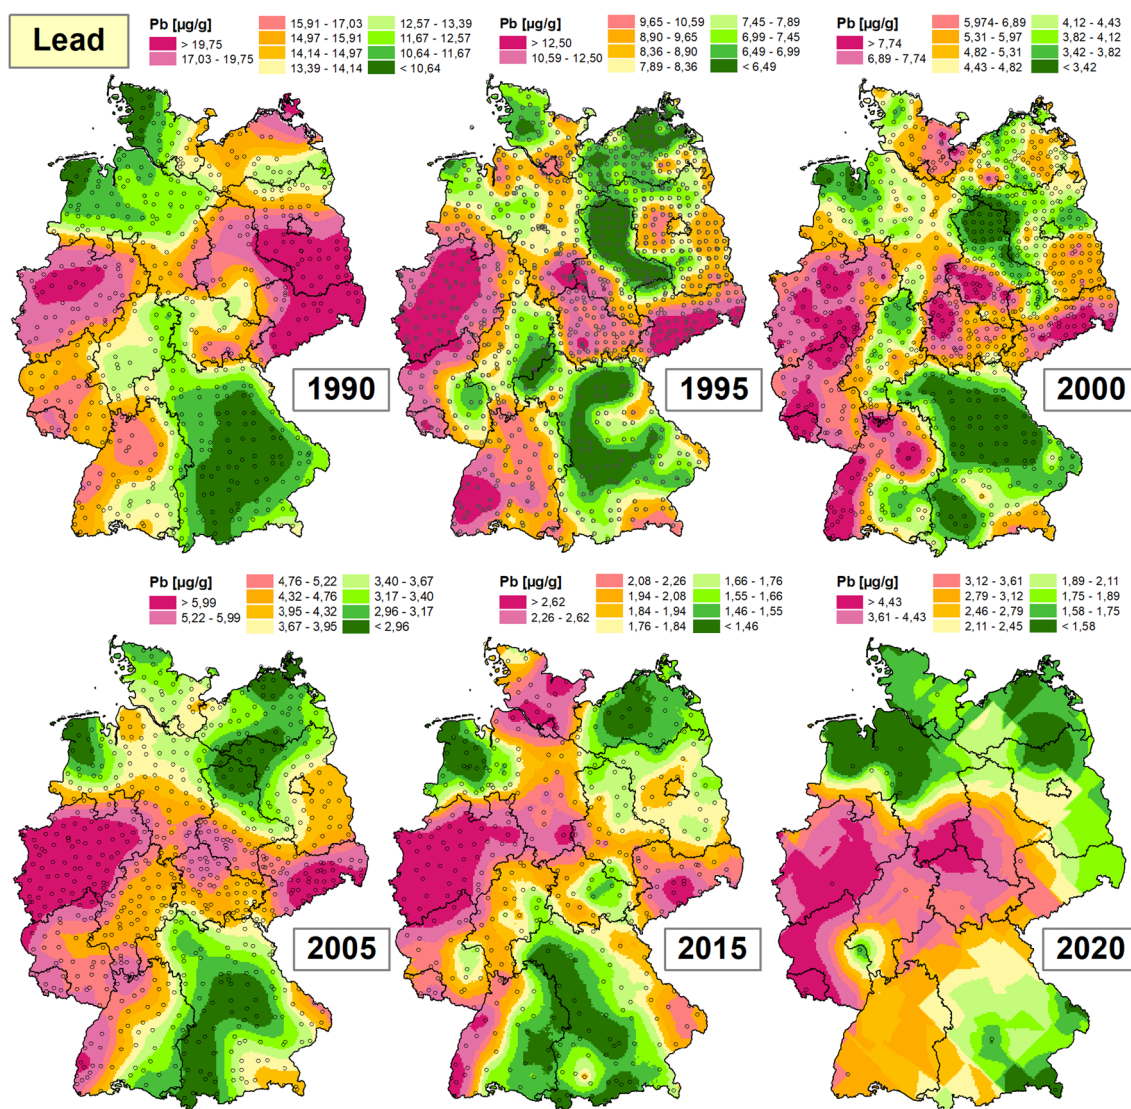 Lead
Pb [µg/g]
> 19,75
17,03 - 19,75
15,91 - 17,03
14,97 - 15,91
14,14 - 14,97
13,39 - 14,14
12,57 - 13,39
11,67 - 12,57
10,64 - 11,67
< 10,64
1990
Pb [µg/g]
> 12,50
10,59 - 12,50
9,65 - 10,59
8,90 - 9,65
8,36 - 8,90
7,89 - 8,36
7,45 - 7,89
6,99 - 7,45
6,49 - 6,99
< 6,49
1995
Pb [µg/g]
> 7,74
6,89 - 7,74
5,974- 6,89
5,31 - 5,97
4,82 - 5,31
4,43 - 4,82
4,12 - 4,43
3,82 - 4,12
3,42 - 3,82
< 3,42
2000
Pb [µg/g]
> 5,99
5,22 - 5,99
4,76 - 5,22
4,32 - 4,76
3,95 - 4,32
3,67 - 3,95
3,40 - 3,67
3,17 - 3,40
2,96 - 3,17
< 2,96
2005
Pb [µg/g]
> 2,62
2,26 - 2,62
2,08 - 2,26
1,94 - 2,08
1,84 - 1,94
1,76 - 1,84
1,66 - 1,76
1,55 - 1,66
1,46 - 1,55
< 1,46
2015
Pb [µg/g]
> 4,43
3,61 - 4,43
3,12 - 3,61
2,79 - 3,12
2,46 - 2,79
2,11 - 2,45
1,89 - 2,11
1,75 - 1,89
1,58 - 1,75
< 1,58
2020